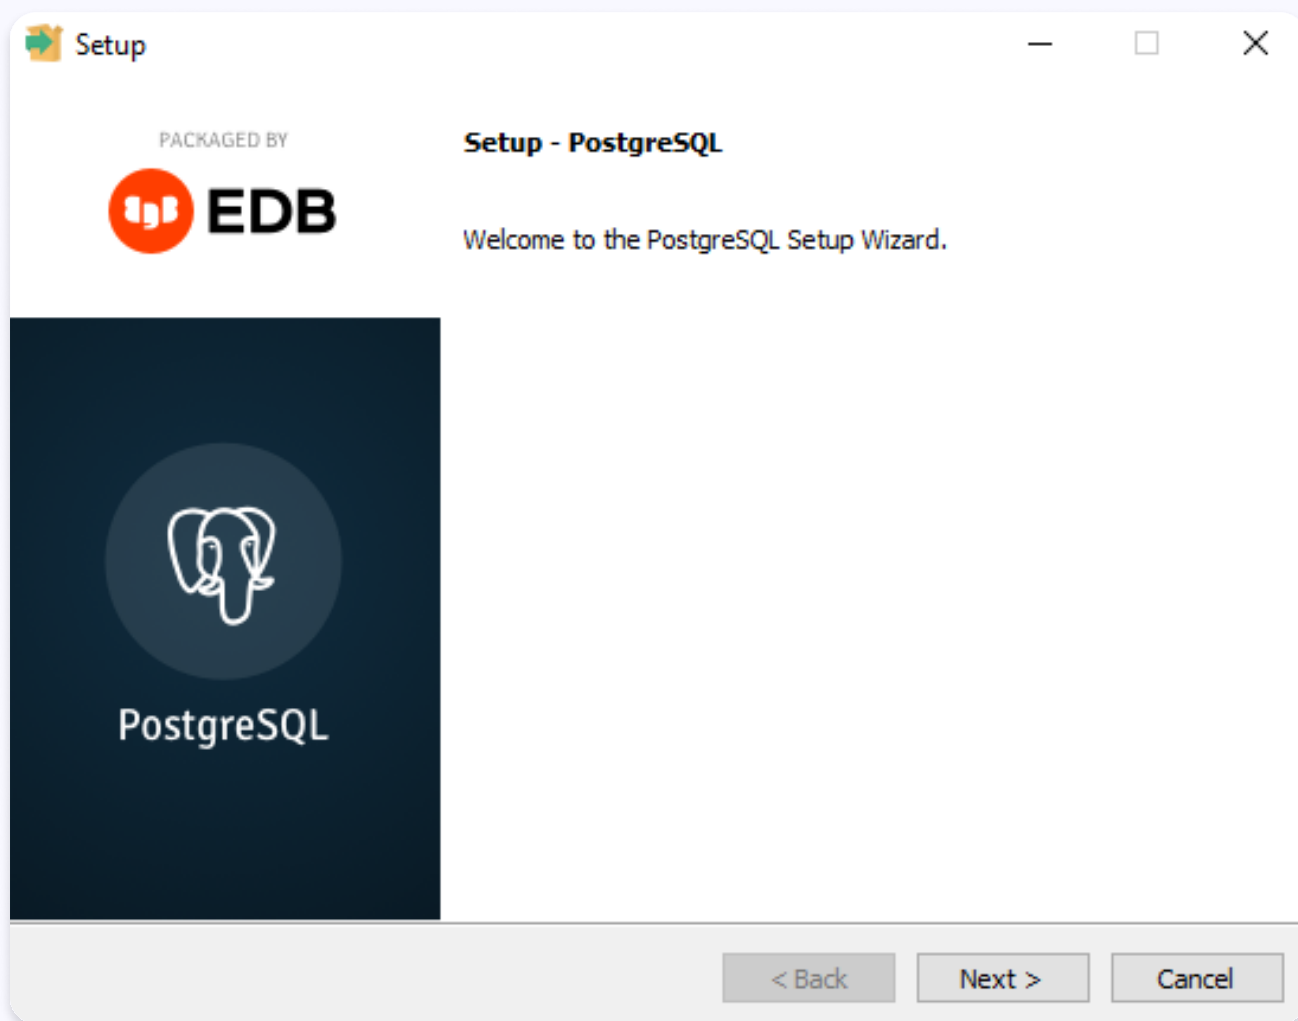 Setup
PACKAGED BY
EDB
Setup - PostgreSQL
Welcome to the PostgreSQL Setup Wizard.
PostgreSQL
< Back
Next >
Cancel